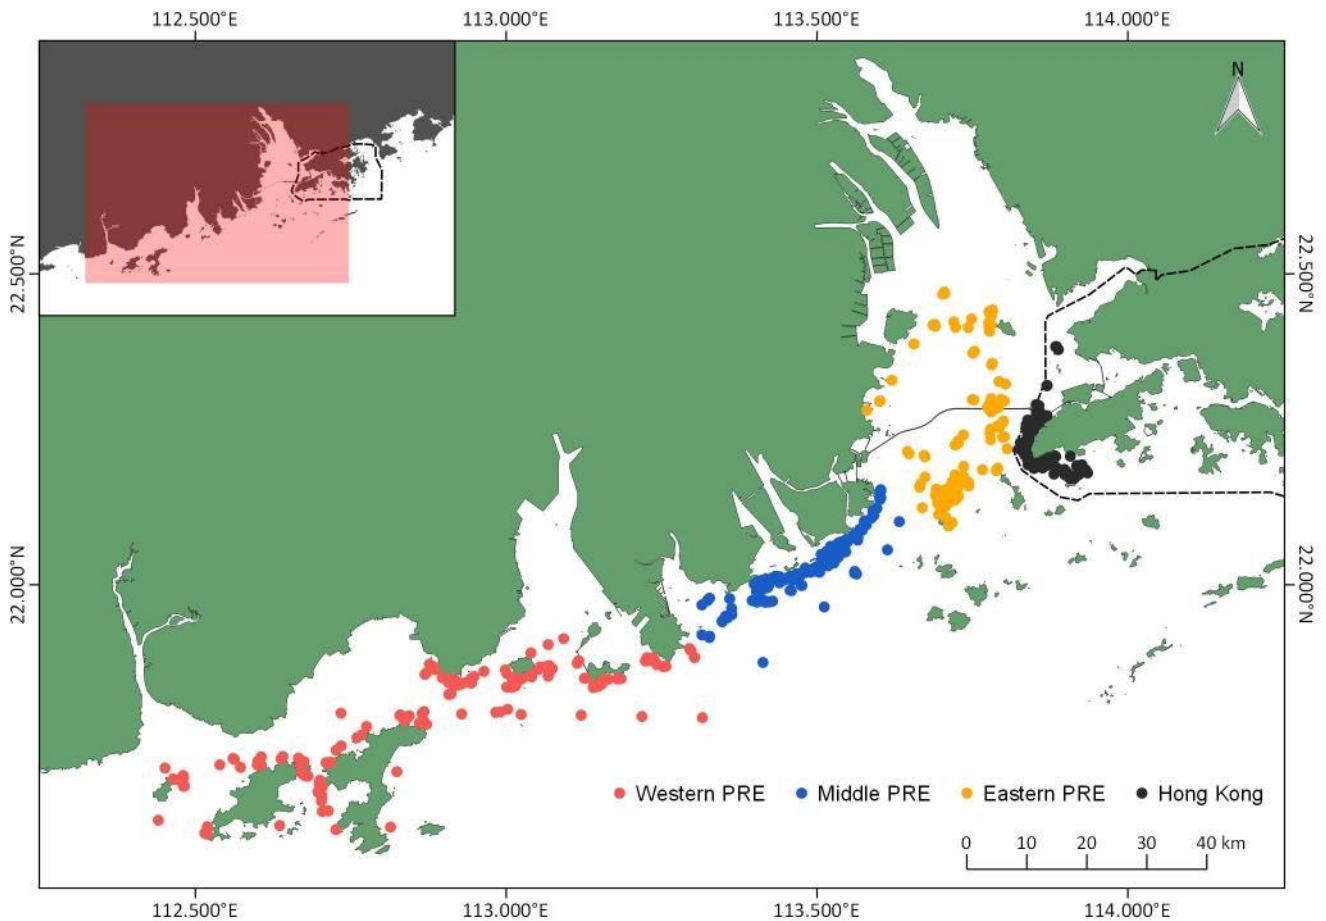 112.500°E 113.000°E 113.500°E 114.000°E
N
22.500°N 22.500°N
22.000°N 22.000°N
Western PRE Middle PRE Eastern PRE Hong Kong
0 10 20 30 40 km
112.500°E 113.000°E 113.500°E 114.000°E